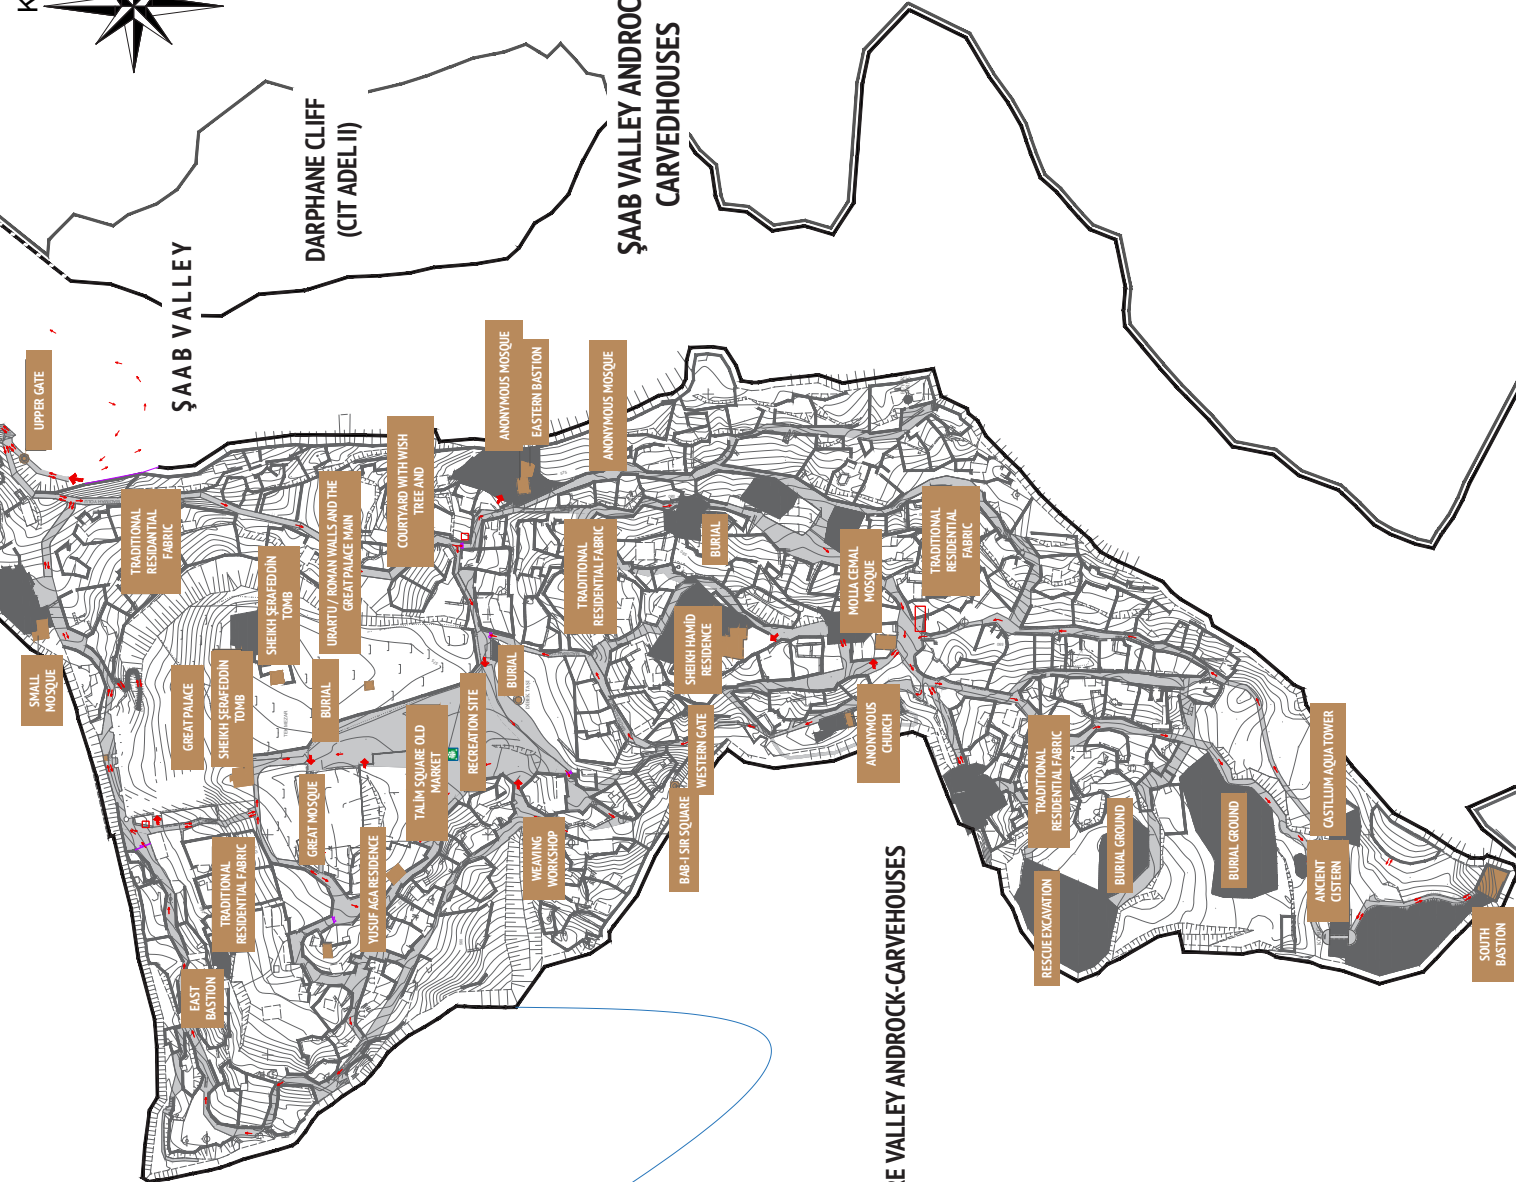 K
DARPHANE CLIFF
(CIT ADEL II)
ŞAAB VALLEY ANDROC
CARVEDHOUSES
ŞAAB VALLEY
UPPER GATE
SMALL
MOSQUE
TRADITIONAL
RESIDANTIAL
FABRIC
GREAT PALACE
SHEIKH ŞERAFEDDİN
TOMB
SHEIKH ŞERAFEDDİN
TOMB
URARTU / ROMAN WALLS AND THE
GREAT PALACE MAIN
BURIAL
COURTYARD WITH WISH
TREE AND
ANONYMOUS MOSQUE
EASTERN BASTION
ANONYMOUS MOSQUE
TRADITIONAL
RESIDENTIAL FABRIC
BURIAL
BURIAL
RECREATION SITE
TALİM SQUARE OLD
MARKET
GREAT MOSQUE
YUSUF AGA RESIDENCE
TRADITIONAL
RESIDENTIAL FABRIC
EAST
BASTION
WEAVING
WORKSHOP
BAB-I SIR SQUARE
WESTERN GATE
SHEIKH HAMİD
RESIDENCE
MOLLA CEMAL
MOSQUE
TRADITIONAL
RESIDENTIAL
FABRIC
ANONYMOUS
CHURCH
TRADITIONAL
RESIDENTIAL FABRIC
RESCUE EXCAVATION
BURIAL GROUND
BURIAL GROUND
CASTLLUM AQUA TOWER
ANCIENT
CISTERN
SOUTH
BASTION
RE VALLEY ANDROCK-CARVEHOUSES